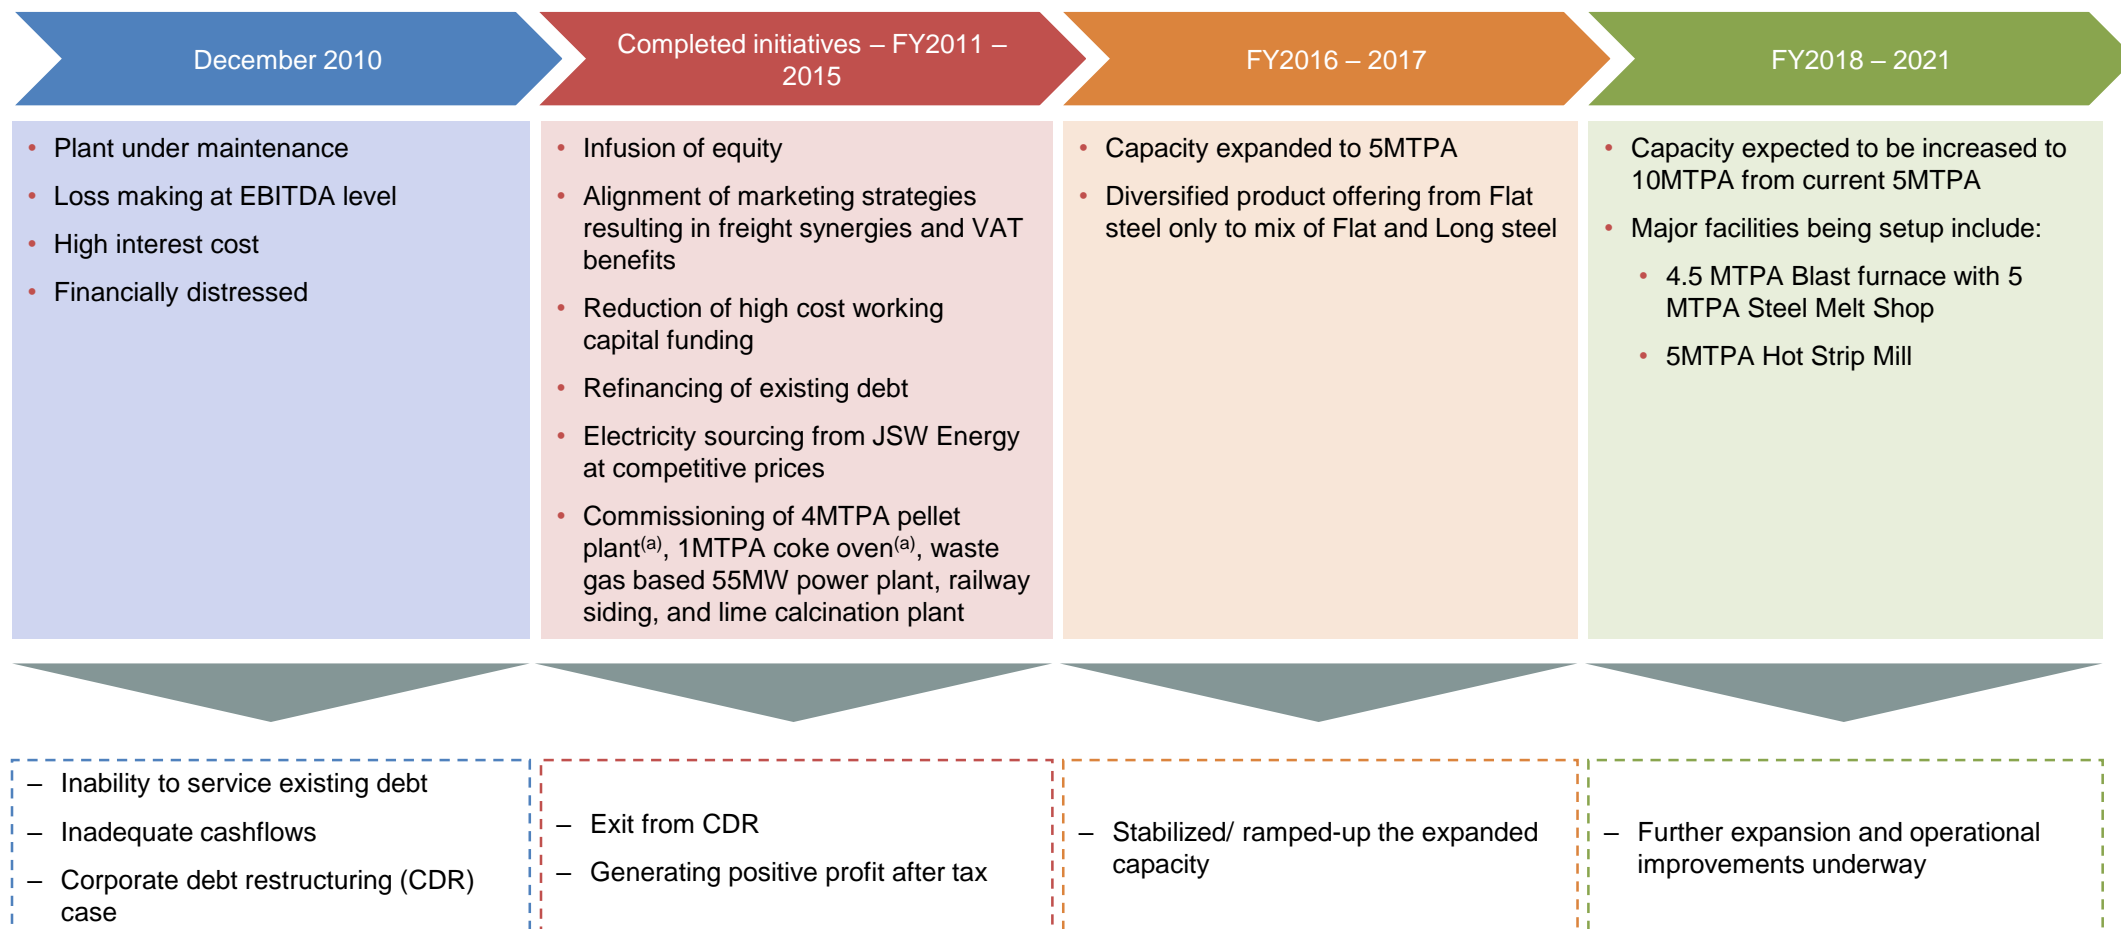 December 2010
Completed initiatives – FY2011 –
2015
FY2016 – 2017
FY2018 – 2021
• Plant under maintenance
• Loss making at EBITDA level
• High interest cost
• Financially distressed
• Infusion of equity
• Alignment of marketing strategies
resulting in freight synergies and VAT
benefits
• Reduction of high cost working
capital funding
• Refinancing of existing debt
• Electricity sourcing from JSW Energy
at competitive prices
• Commissioning of 4MTPA pellet
plant(a), 1MTPA coke oven(a), waste
gas based 55MW power plant, railway
siding, and lime calcination plant
• Capacity expanded to 5MTPA
• Diversified product offering from Flat
steel only to mix of Flat and Long steel
• Capacity expected to be increased to
10MTPA from current 5MTPA
• Major facilities being setup include:
• 4.5 MTPA Blast furnace with 5
MTPA Steel Melt Shop
• 5MTPA Hot Strip Mill
– Inability to service existing debt
– Inadequate cashflows
– Corporate debt restructuring (CDR)
case
– Exit from CDR
– Generating positive profit after tax
– Stabilized/ ramped-up the expanded
capacity
– Further expansion and operational
improvements underway